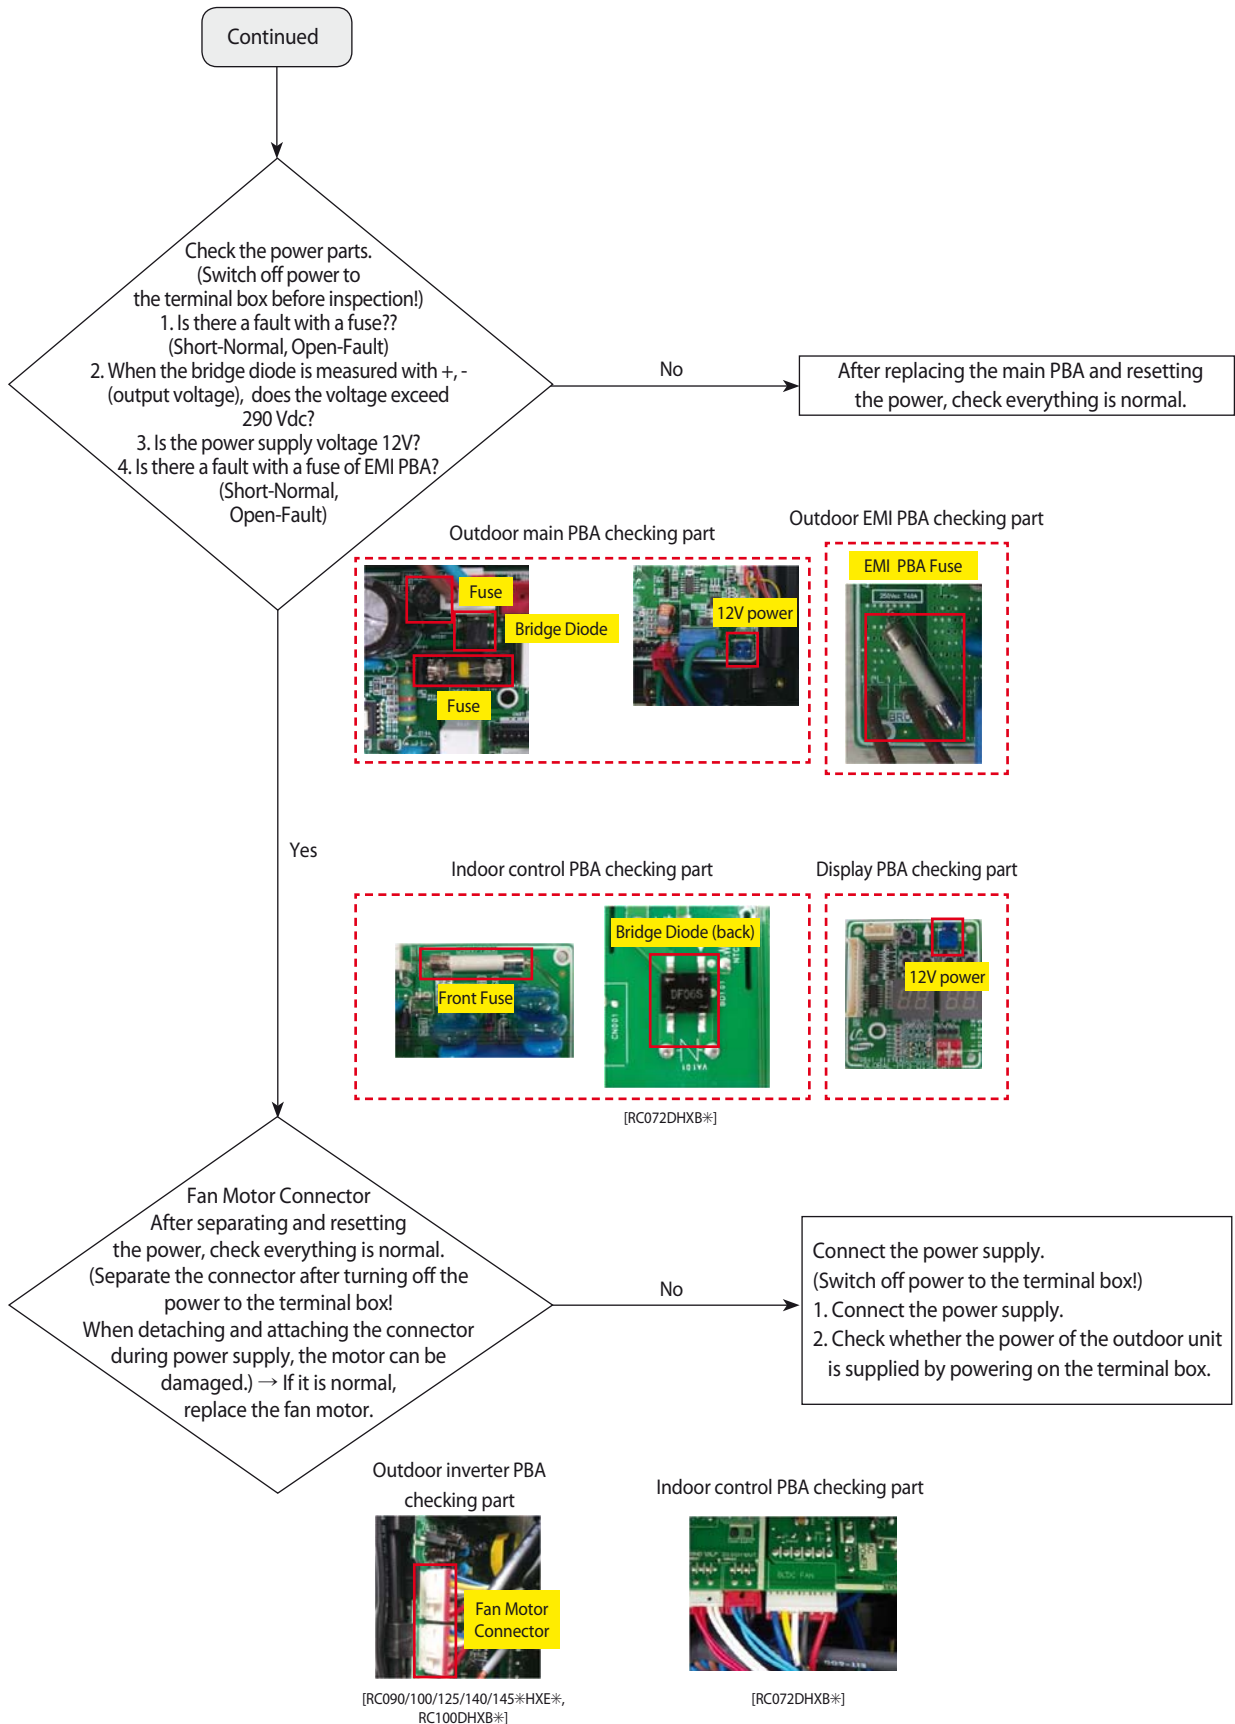 Continued
Check the power parts.
(Switch off power to
the terminal box before inspection!)
1. Is there a fault with a fuse??
(Short-Normal, Open-Fault)
2. When the bridge diode is measured with +, -
(output voltage), does the voltage exceed
290 Vdc?
3. Is the power supply voltage 12V?
4. Is there a fault with a fuse of EMI PBA?
(Short-Normal,
Open-Fault)
No
After replacing the main PBA and resetting
the power, check everything is normal.
Outdoor main PBA checking part
Fuse
Bridge Diode
Fuse
12V power
Outdoor EMI PBA checking part
EMI PBA Fuse
250Vac T40A
BRO
Yes
Indoor control PBA checking part
Front Fuse
Bridge Diode (back)
DF06S
CN001
VA101
Display PBA checking part
12V power
[RC072DHXB✳]
Fan Motor Connector
After separating and resetting
the power, check everything is normal.
(Separate the connector after turning off the
power to the terminal box!
When detaching and attaching the connector
during power supply, the motor can be
damaged.) → If it is normal,
replace the fan motor.
No
Connect the power supply.
(Switch off power to the terminal box!)
1. Connect the power supply.
2. Check whether the power of the outdoor unit
is supplied by powering on the terminal box.
Outdoor inverter PBA
checking part
Fan Motor
Connector
[RC090/100/125/140/145✳HXE✳,
RC100DHXB✳]
Indoor control PBA checking part
BLDC FAN
[RC072DHXB✳]